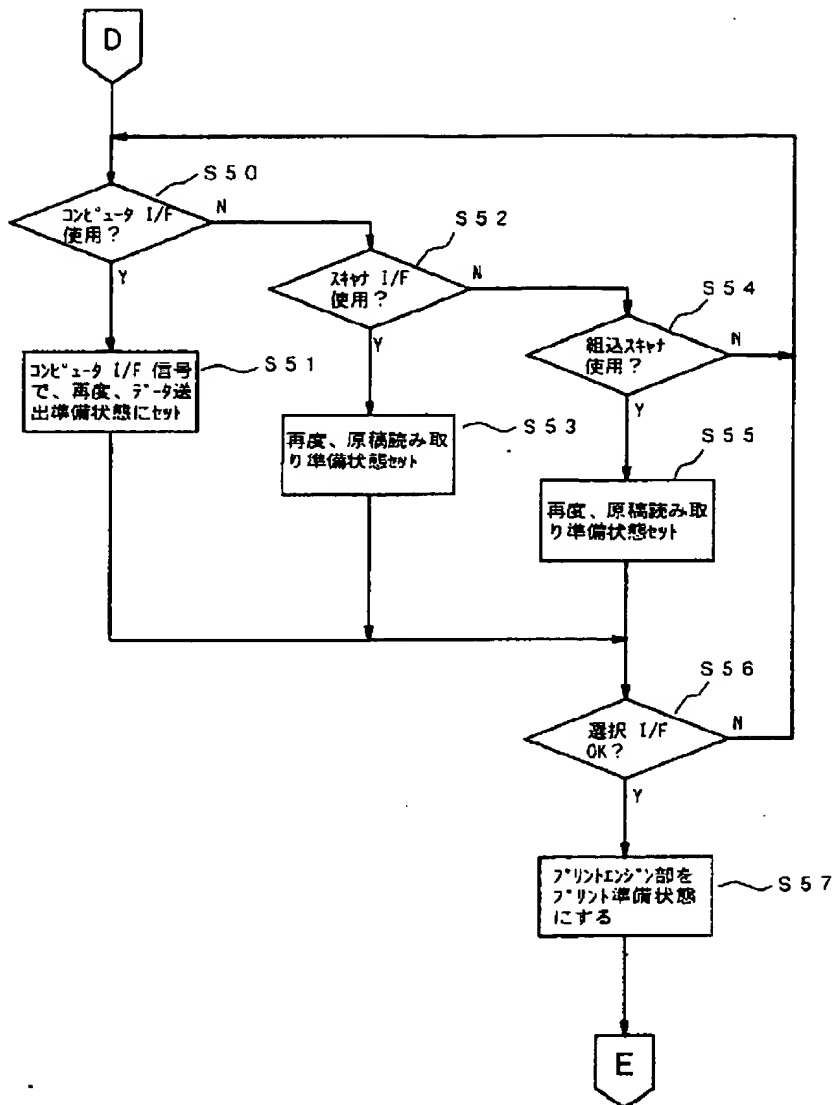 D
S50
コンピュータ I/F
使用?
N
Y
S52
スキャナ I/F
使用?
N
Y
S54
組込スキャナ
使用?
N
Y
S51
コンピュータ I/F 信号
で、再度、データ送
出準備状態にセット
S53
再度、原稿読み取
り準備状態セット
S55
再度、原稿読み取
り準備状態セット
S56
選択 I/F
OK?
N
Y
S57
プリントエンジン部を
プリント準備状態
にする
E